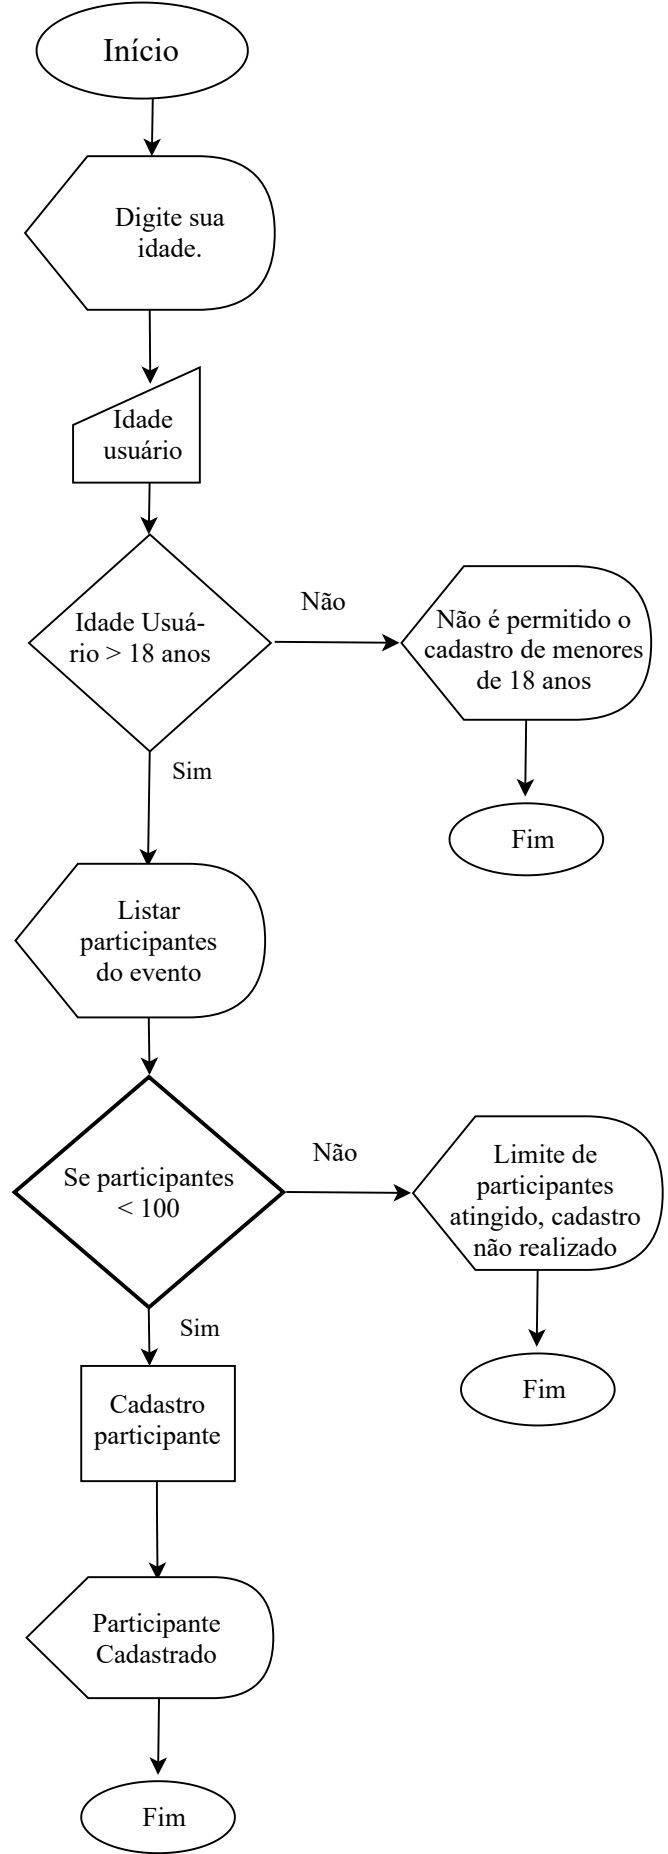 Início
Digite sua
idade.
Idade
usuário
Idade Usuá-
rio > 18 anos
Não
Não é permitido o
cadastro de menores
de 18 anos
Fim
Sim
Listar
participantes
do evento
Se participantes
< 100
Não
Limite de
participantes
atingido, cadastro
não realizado
Fim
Sim
Cadastro
participante
Participante
Cadastrado
Fim